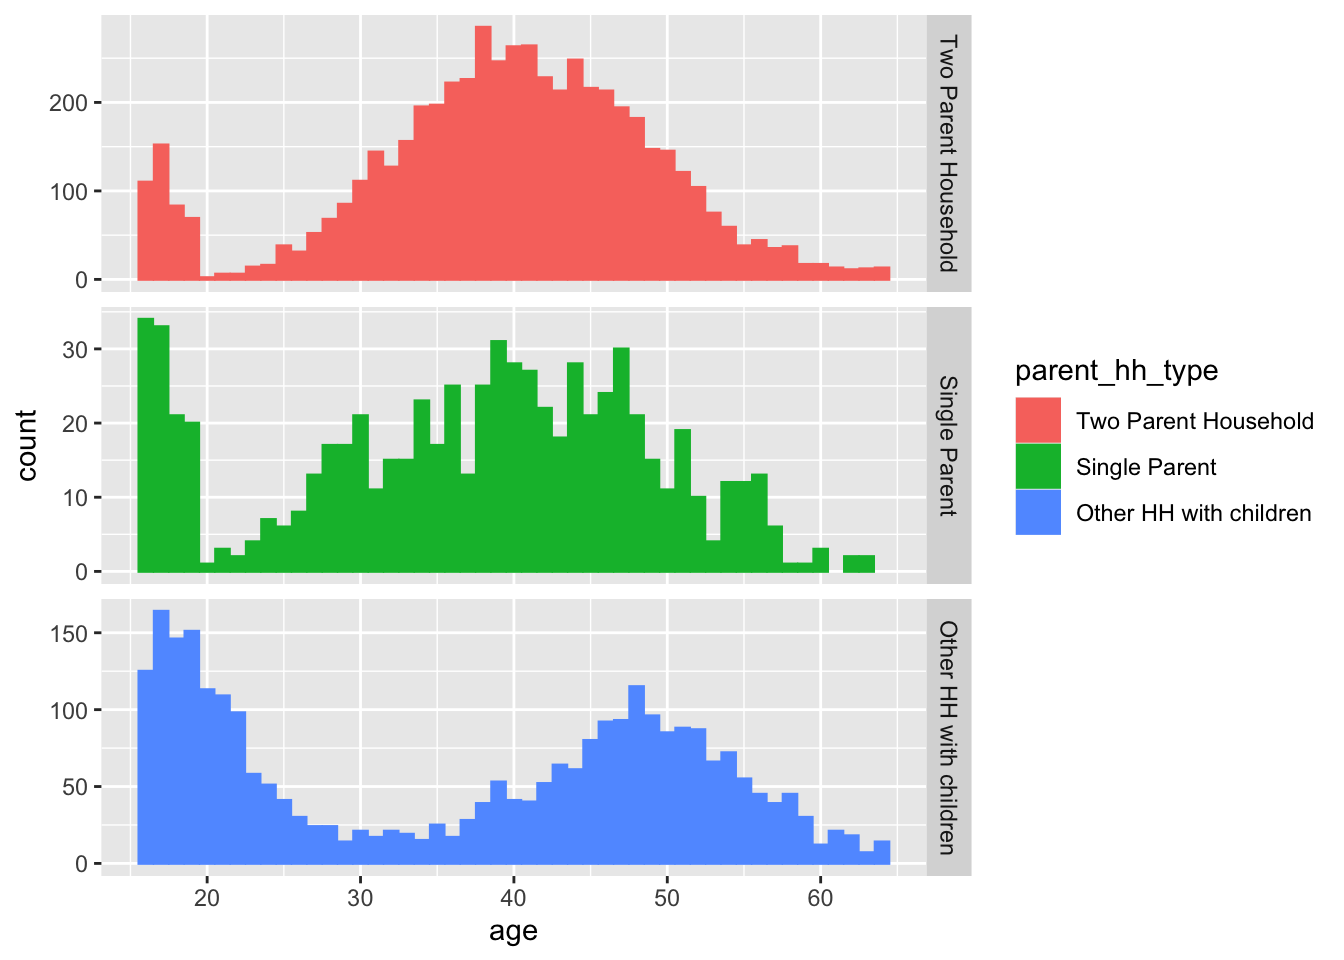 200
100
0
Two Parent Household
30
20
10
0
Single Parent
150
100
50
0
Other HH with children
20 30 40 50 60
age
count
parent_hh_type
Two Parent Household
Single Parent
Other HH with children